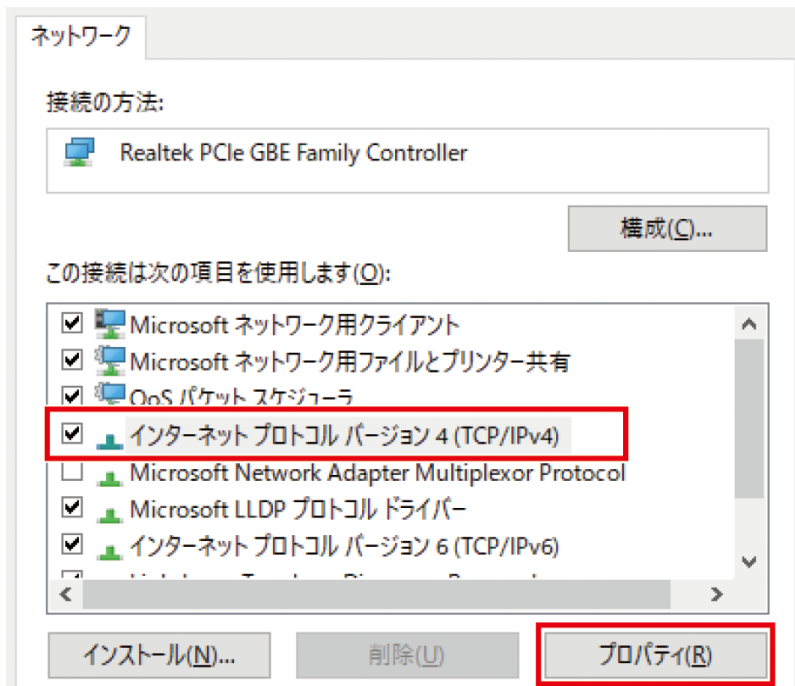 ネットワーク
接続の方法:
Realtek PCIe GBE Family Controller
構成(C)...
この接続は次の項目を使用します(O):
Microsoft ネットワーク用クライアント
Microsoft ネットワーク用ファイルとプリンター共有
QoS パケット スケジューラ
インターネット プロトコル バージョン 4 (TCP/IPv4)
Microsoft Network Adapter Multiplexor Protocol
Microsoft LLDP プロトコル ドライバー
インターネット プロトコル バージョン 6 (TCP/IPv6)
インストール(N)...
削除(U)
プロパティ(R)